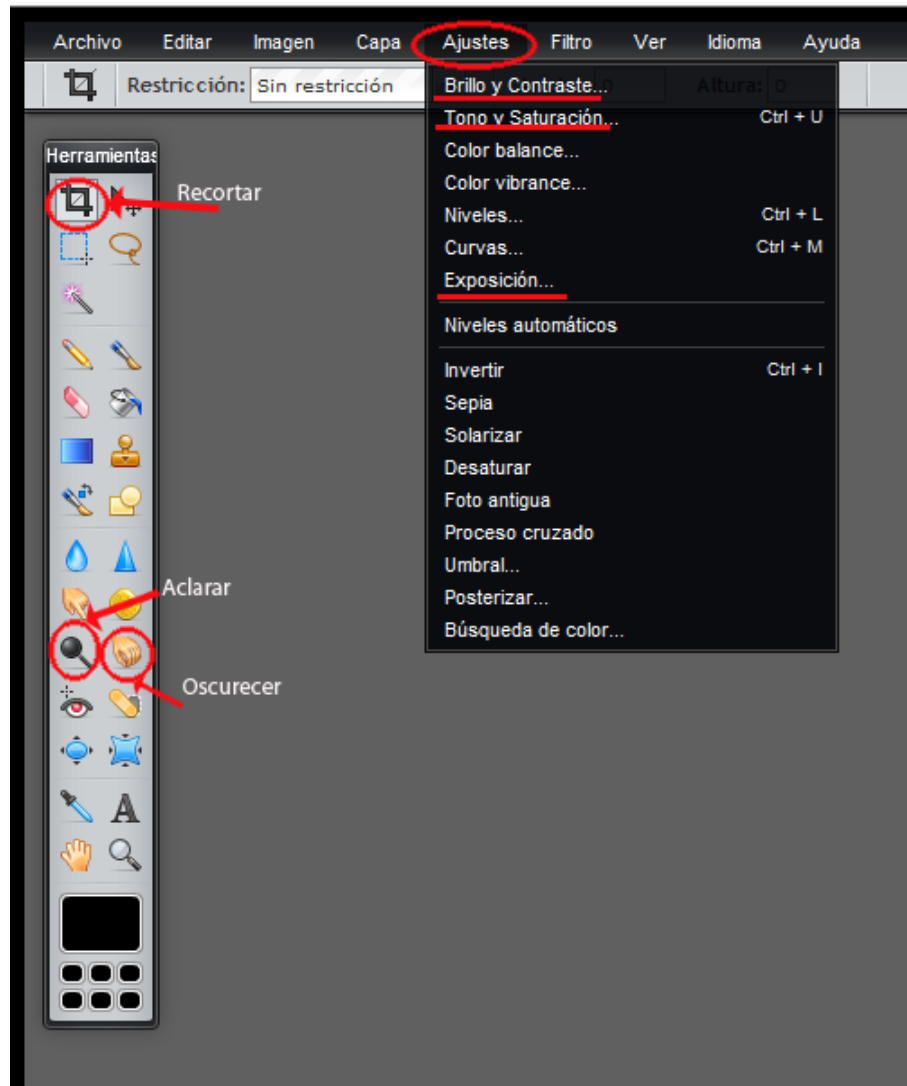 Archivo Editar Imagen Capa Ajustes Filtro Ver Idioma Ayuda
Restricción: Sin restricción 0 Altura: 0
Herramientas
Recortar
Aclarar
Oscurecer
A
Brillo y Contraste...
Tono y Saturación... Ctrl + U
Color balance...
Color vibrance...
Niveles... Ctrl + L
Curvas... Ctrl + M
Exposición...
Niveles automáticos
Invertir Ctrl + I
Sepia
Solarizar
Desaturar
Foto antigua
Proceso cruzado
Umbral...
Posterizar...
Búsqueda de color...